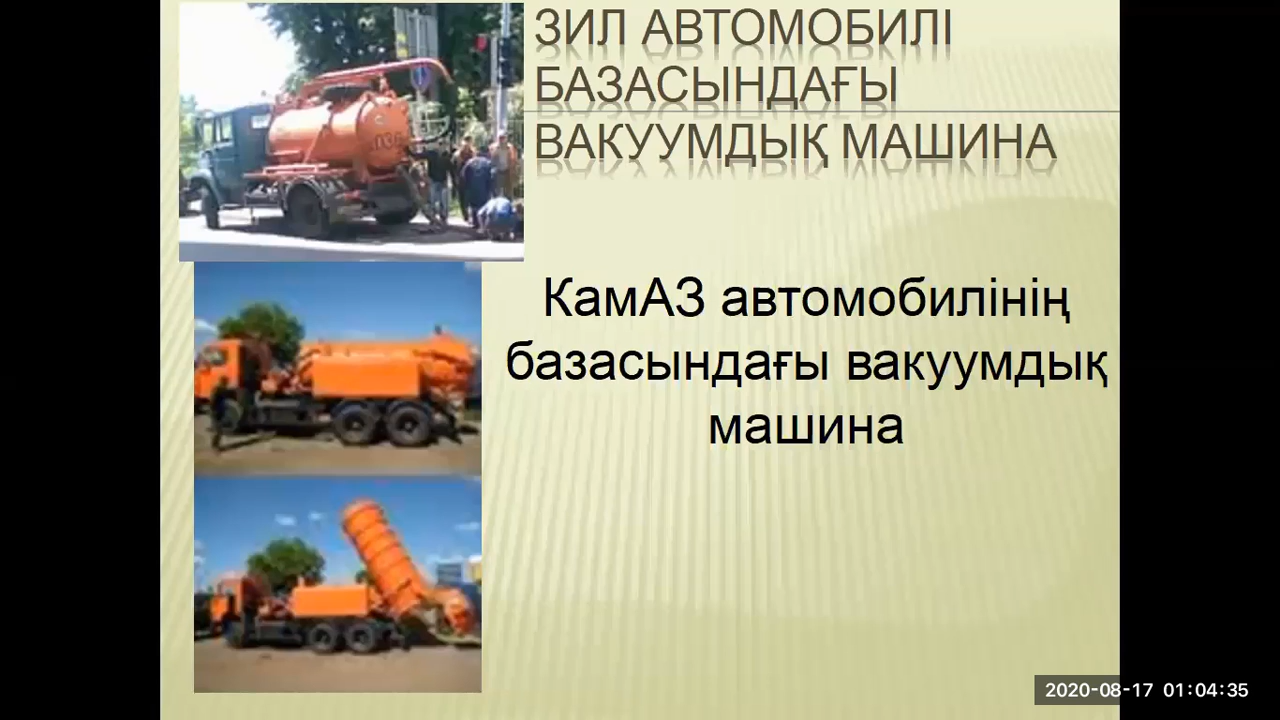 ЗИЛ АВТОМОБИЛІ
БАЗАСЫНДАҒЫ
ВАКУУМДЫҚ МАШИНА
КамАЗ автомобилінің
базасындағы вакуумдық
машина
2020-08-17 01:04:35